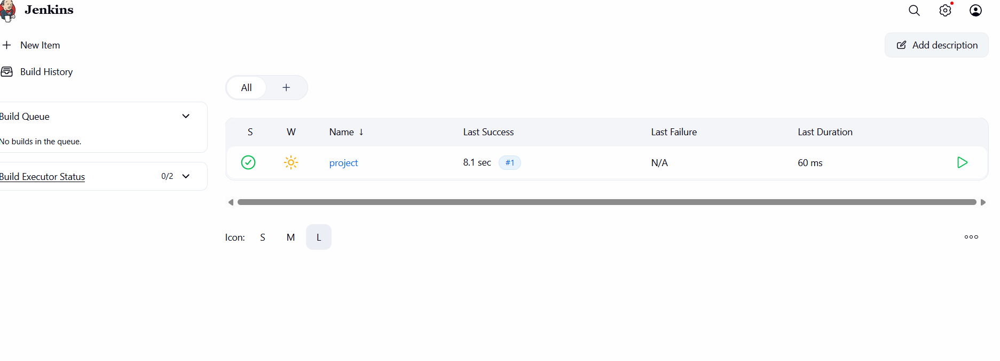 Jenkins
New Item
Add description
Build History
All
Build Queue
No builds in the queue.
Build Executor Status 0/2
S W Name ↓ Last Success Last Failure Last Duration
project 8.1 sec #1 N/A 60 ms
Icon: S M L